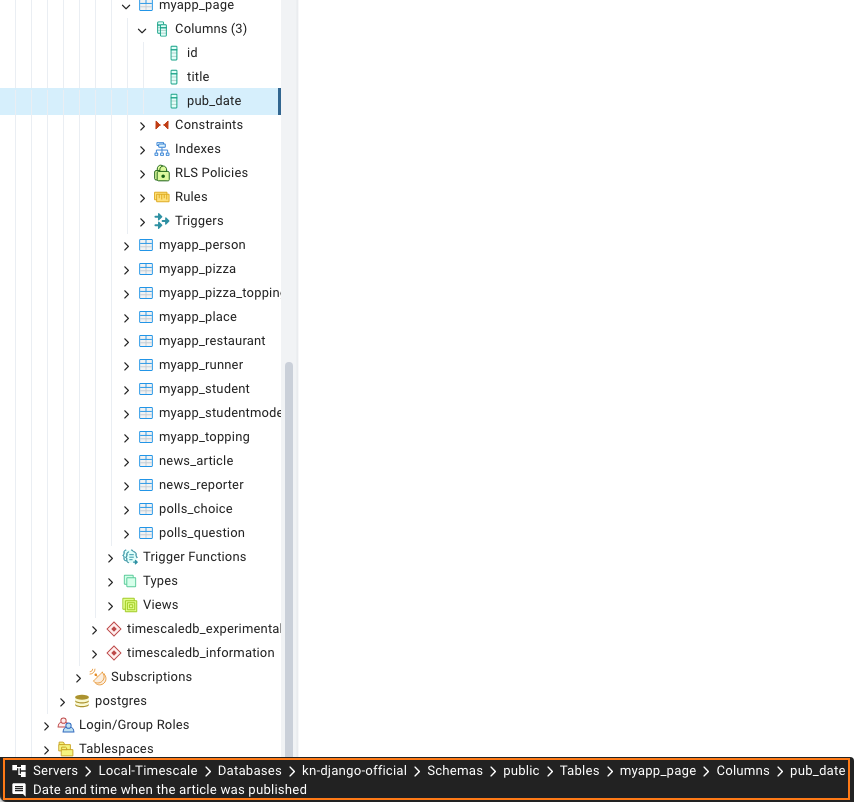 myapp_page
Columns (3)
id
title
pub_date
Constraints
Indexes
RLS Policies
Rules
Triggers
myapp_person
myapp_pizza
myapp_pizza_toppin
myapp_place
myapp_restaurant
myapp_runner
myapp_student
myapp_studentmode
myapp_topping
news_article
news_reporter
polls_choice
polls_question
Trigger Functions
Types
Views
timescaledb_experimental
timescaledb_information
Subscriptions
postgres
Login/Group Roles
Tablespaces
Servers > Local-Timescale > Databases > kn-django-official > Schemas > public > Tables > myapp_page > Columns > pub_date
Date and time when the article was published